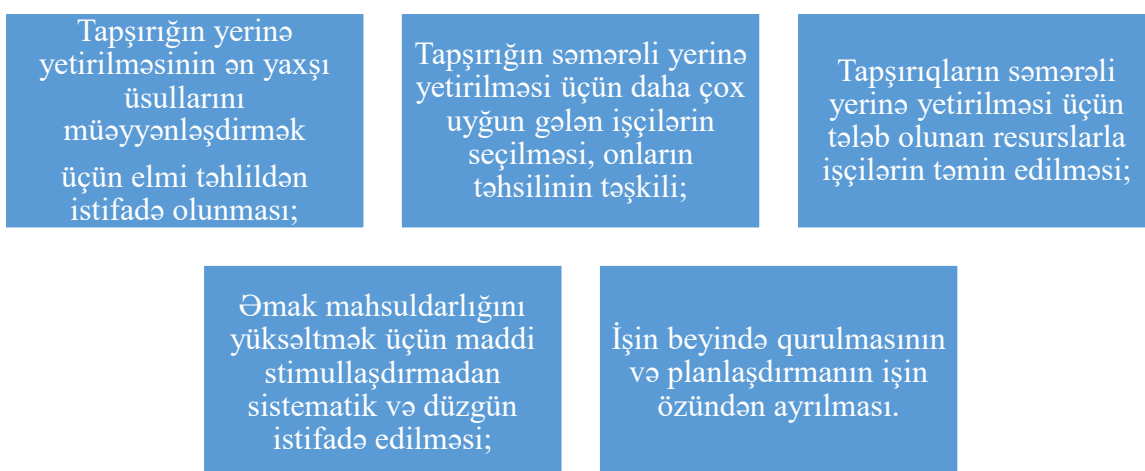 Tapşırığın yerinə
yetirilməsinin ən yaxşı
üsullarını
müəyyənləşdirmək
üçün elmi təhlildən
istifadə olunması;
Tapşırığın səmərəli yerinə
yetirilməsi üçün daha çox
uyğun gələn işçilərin
seçilməsi, onların
təhsilinin təşkili;
Tapşırıqların səmərəli
yerinə yetirilməsi üçün
tələb olunan resurslarla
işçilərin təmin edilməsi;
Əmak mahsuldarlığını
yüksəltmək üçün maddi
stimullaşdırmadan
sistematik və düzgün
istifadə edilməsi;
İşin beyində qurulmasının
və planlaşdırmanın işin
özündən ayrılması.